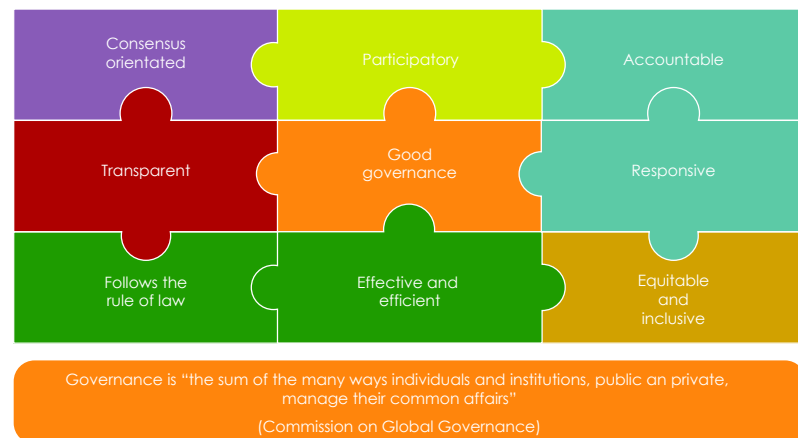 Consensus
orientated
Participatory
Accountable
Transparent
Good
governance
Responsive
Follows the
rule of law
Effective and
efficient
Equitable
and
inclusive
Governance is “the sum of the many ways individuals and institutions, public an private,
manage their common affairs”
(Commission on Global Governance)